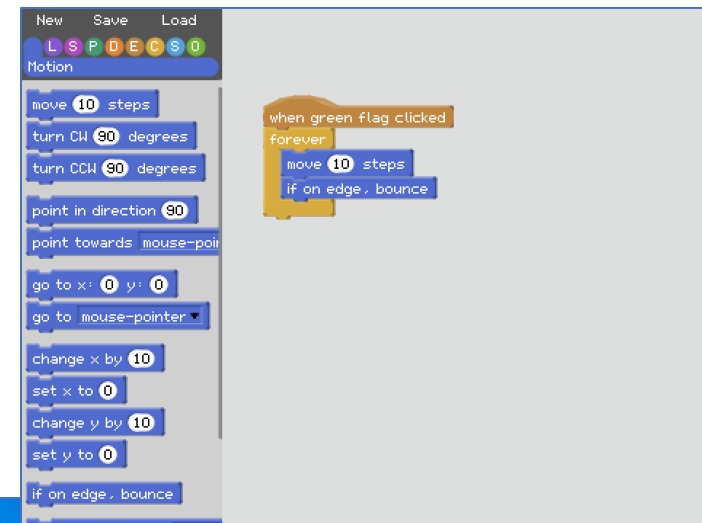 New Save Load
L S P D E C S O
Motion
move 10 steps
turn CW 90 degrees
turn CCW 90 degrees
point in direction 90
point towards mouse-poin
go to x: 0 y: 0
go to mouse-pointer
change x by 10
set x to 0
change y by 10
set y to 0
if on edge, bounce
when green flag clicked
forever
move 10 steps
if on edge, bounce